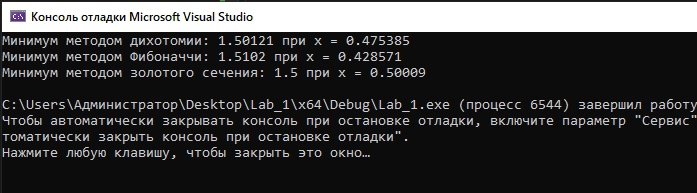 Консоль отладки Microsoft Visual Studio
Минимум методом дихотомии: 1.50121 при x = 0.475385
Минимум методом Фибоначчи: 1.5102 при x = 0.428571
Минимум методом золотого сечения: 1.5 при x = 0.50009
C:\Users\Администратор\Desktop\Lab_1\x64\Debug\Lab_1.exe (процесс 6544) завершил работу
Чтобы автоматически закрывать консоль при остановке отладки, включите параметр "Сервис"
томатически закрыть консоль при остановке отладки".
Нажмите любую клавишу, чтобы закрыть это окно…